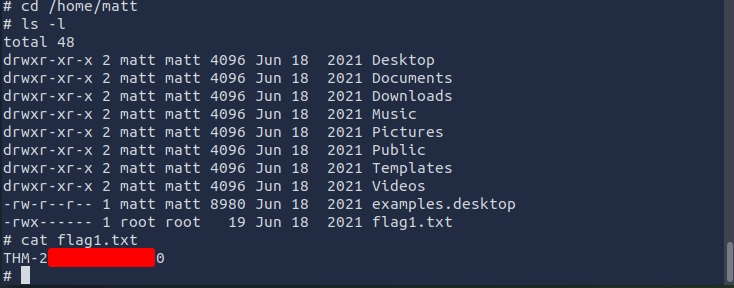 # cd /home/matt
# ls -l
total 48
drwxr-xr-x 2 matt matt 4096 Jun 18  2021 Desktop
drwxr-xr-x 2 matt matt 4096 Jun 18  2021 Documents
drwxr-xr-x 2 matt matt 4096 Jun 18  2021 Downloads
drwxr-xr-x 2 matt matt 4096 Jun 18  2021 Music
drwxr-xr-x 2 matt matt 4096 Jun 18  2021 Pictures
drwxr-xr-x 2 matt matt 4096 Jun 18  2021 Public
drwxr-xr-x 2 matt matt 4096 Jun 18  2021 Templates
drwxr-xr-x 2 matt matt 4096 Jun 18  2021 Videos
-rw-r--r-- 1 matt matt 8980 Jun 18  2021 examples.desktop
-rwx------ 1 root root   19 Jun 18  2021 flag1.txt
# cat flag1.txt
THM-2 0
#